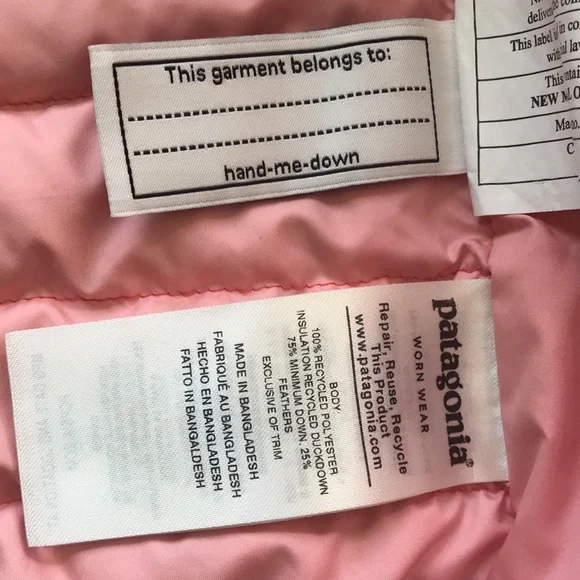 This garment belongs to:
hand-me-down
This label
NEW
patagonia®
WORN WEAR
Repair, Reuse, Recycle
This Product
www.patagonia.com
BODY
100% RECYCLED POLYESTER
INSULATION RECYCLED DUCKDOWN
75% MINIMUM DOWN. 25%
FEATHERS
EXCLUSIVE OF TRIM
MADE IN BANGLADESH
FABRIQUÉ AU BANGLADESH
HECHO EN BANGLADESH
FATTO IN BANGALDESH